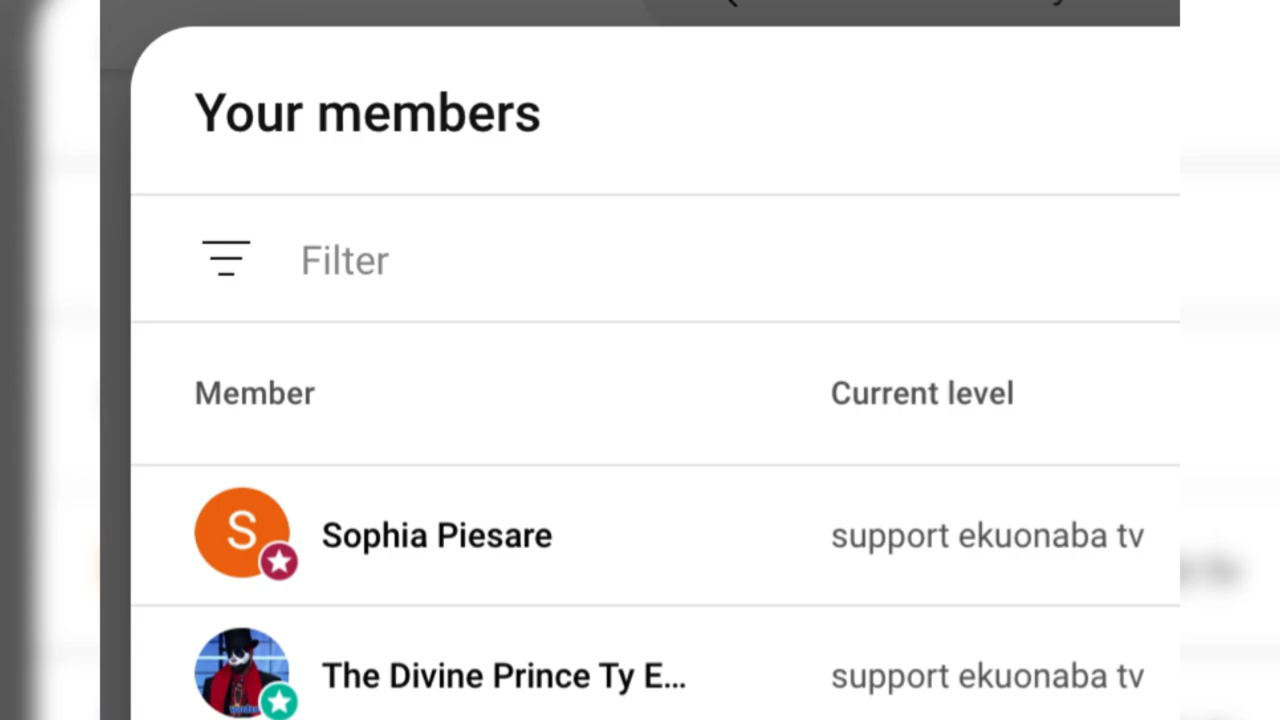 Your members
Filter
Member Current level
S Sophia Piesare support ekuonaba tv
The Divine Prince Ty E... support ekuonaba tv